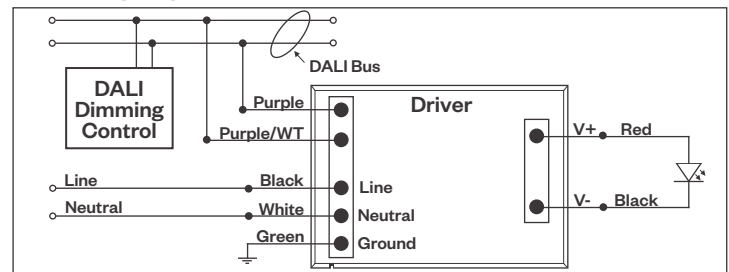 DALI Bus
DALI
Dimming
Control
Driver
Purple
Purple/WT
V+ Red
Line Black Line
V- Black
Neutral White Neutral
Green Ground